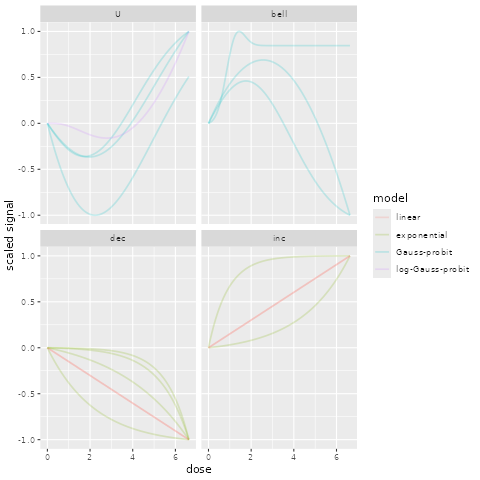 U
bell
1.0
0.5
0.0
-0.5
-1.0
scaled signal
dec
inc
1.0
0.5
0.0
-0.5
-1.0
0
2
4
6
0
2
4
6
dose
model
linear
exponential
Gauss-probit
log-Gauss-probit